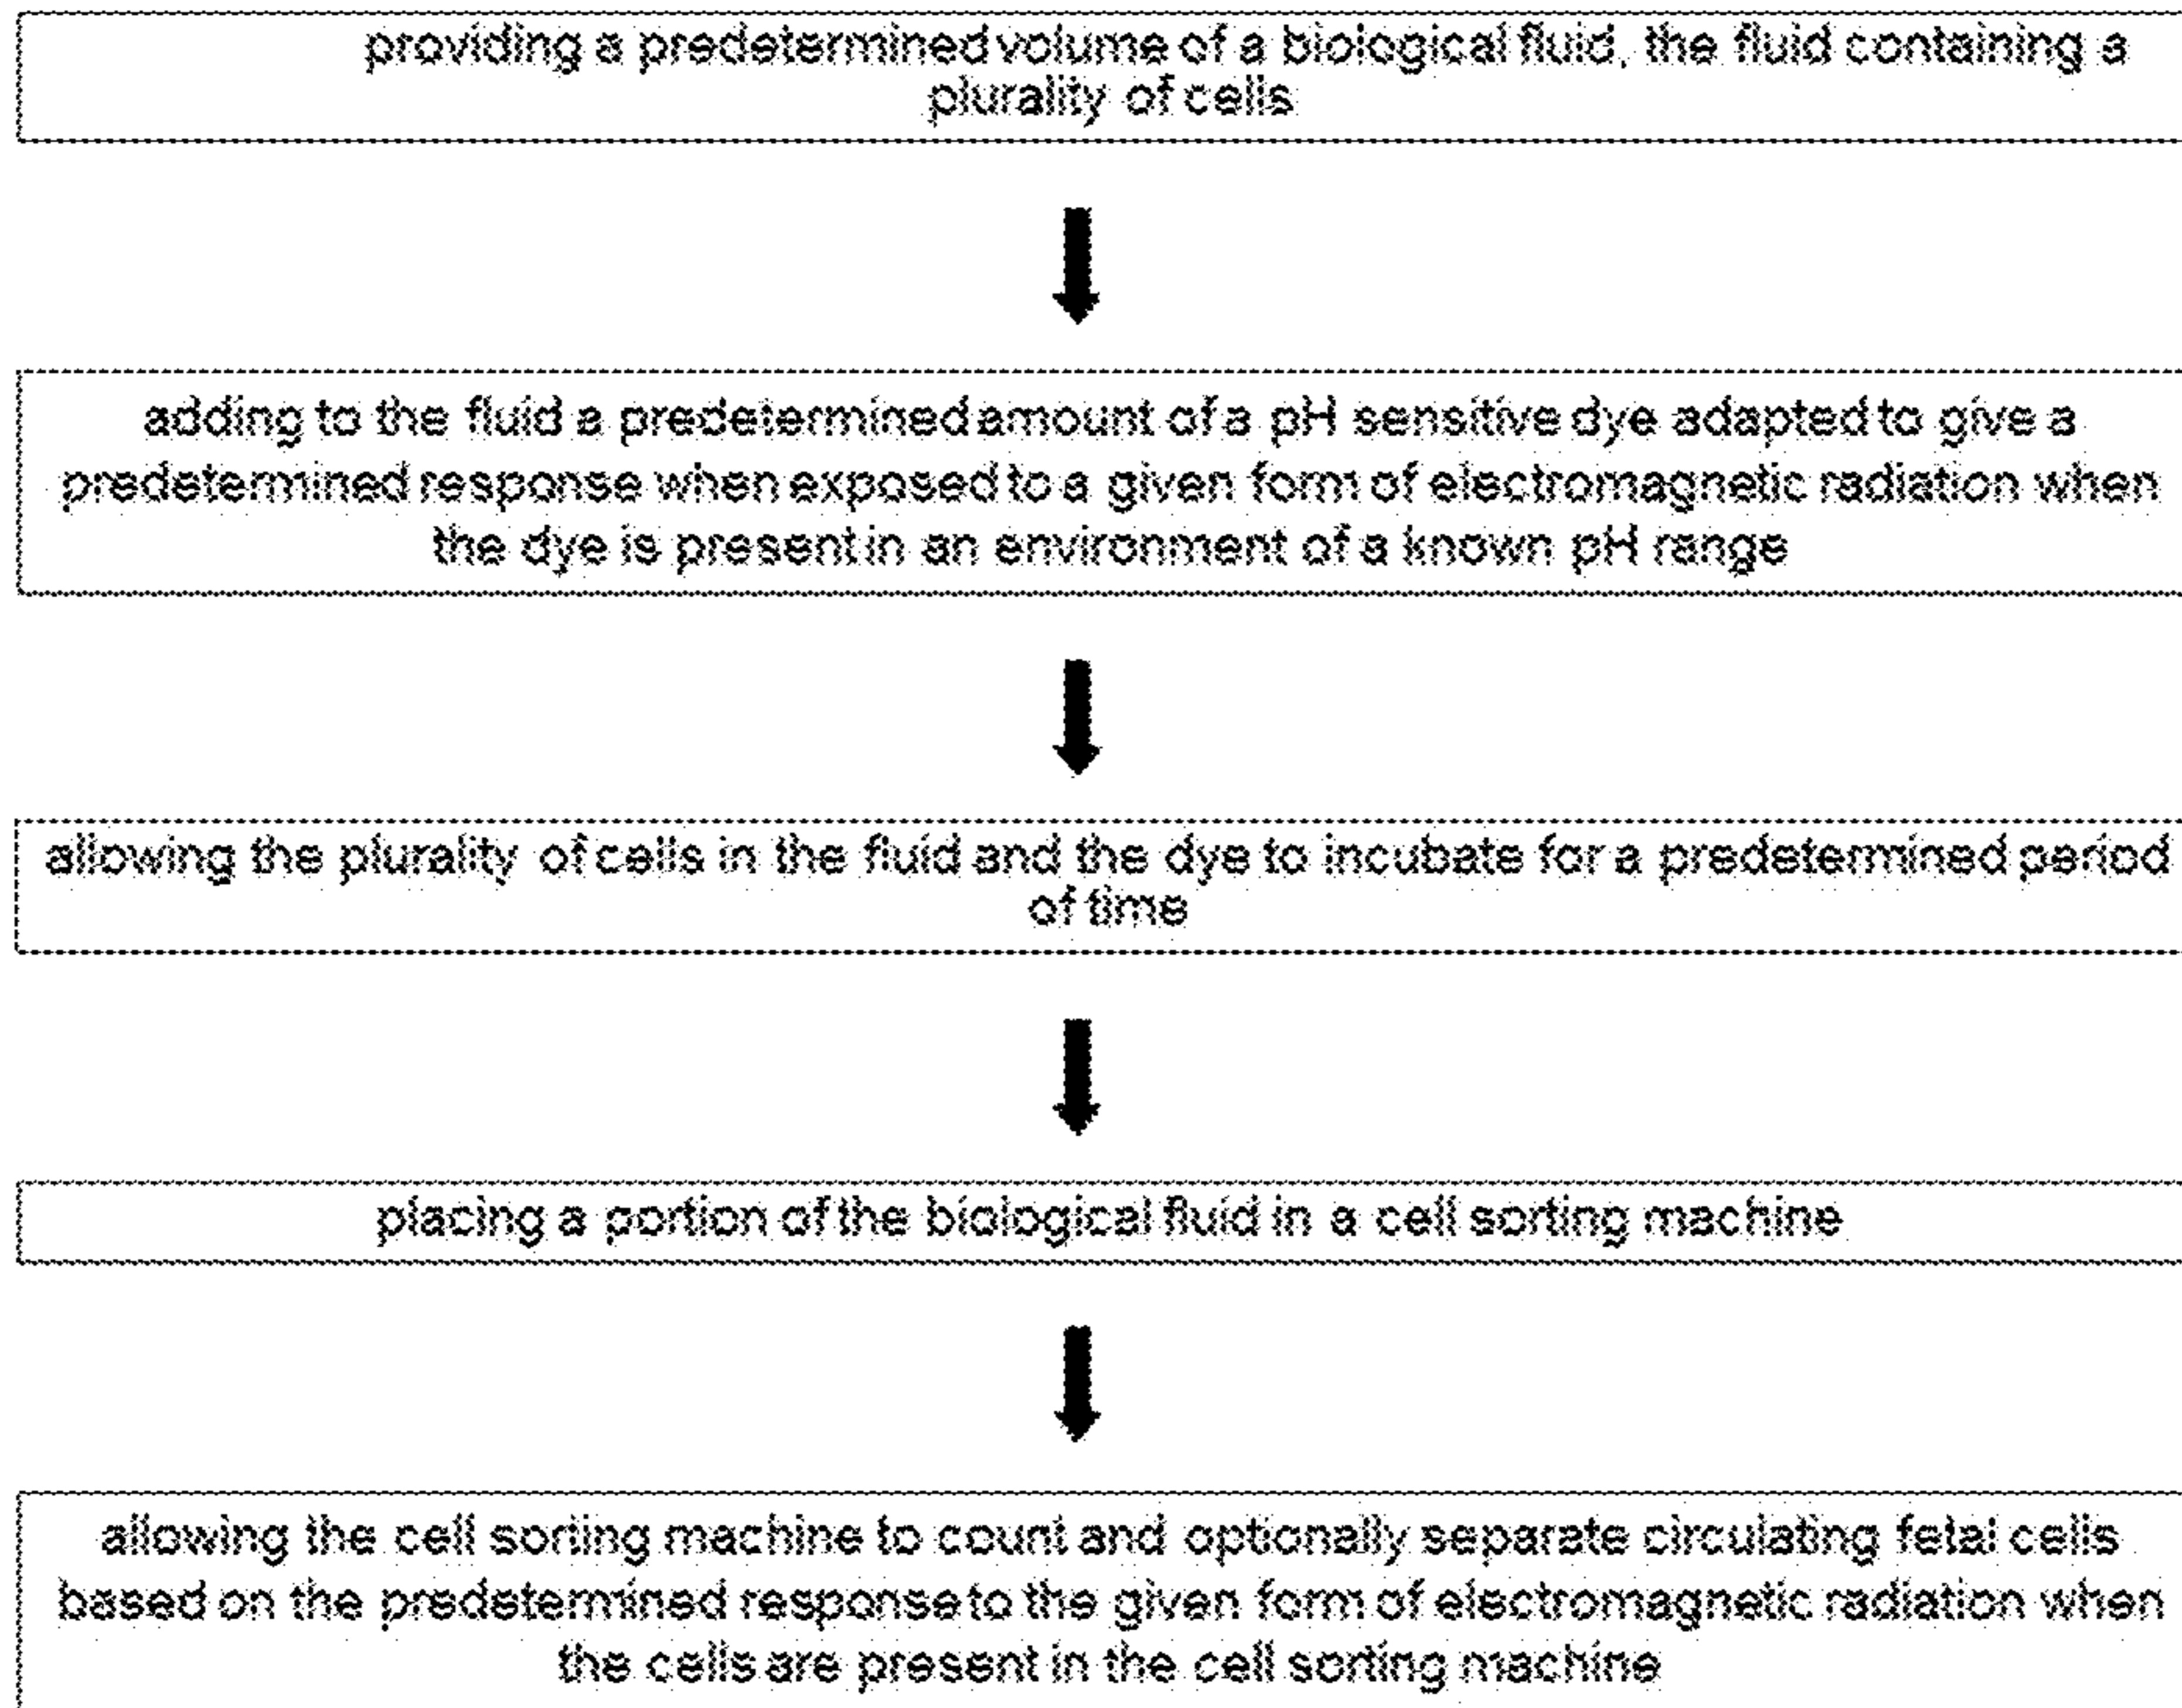 providing a predetermined volume of a biological fluid, the fluid containing a
plurality of cells
adding to the fluid a predetermined amount of a pH sensitive dye adapted to give a
predetermined response when exposed to a given form of electromagnetic radiation when
the dye is present in an environment of a known pH range
allowing the plurality of cells in the fluid and the dye to incubate for a predetermined period
of time
placing a portion of the biological fluid in a cell sorting machine
allowing the cell sorting machine to count and optionally separate circulating fetal cells
based on the predetermined response to the given form of electromagnetic radiation when
the cells are present in the cell sorting machine